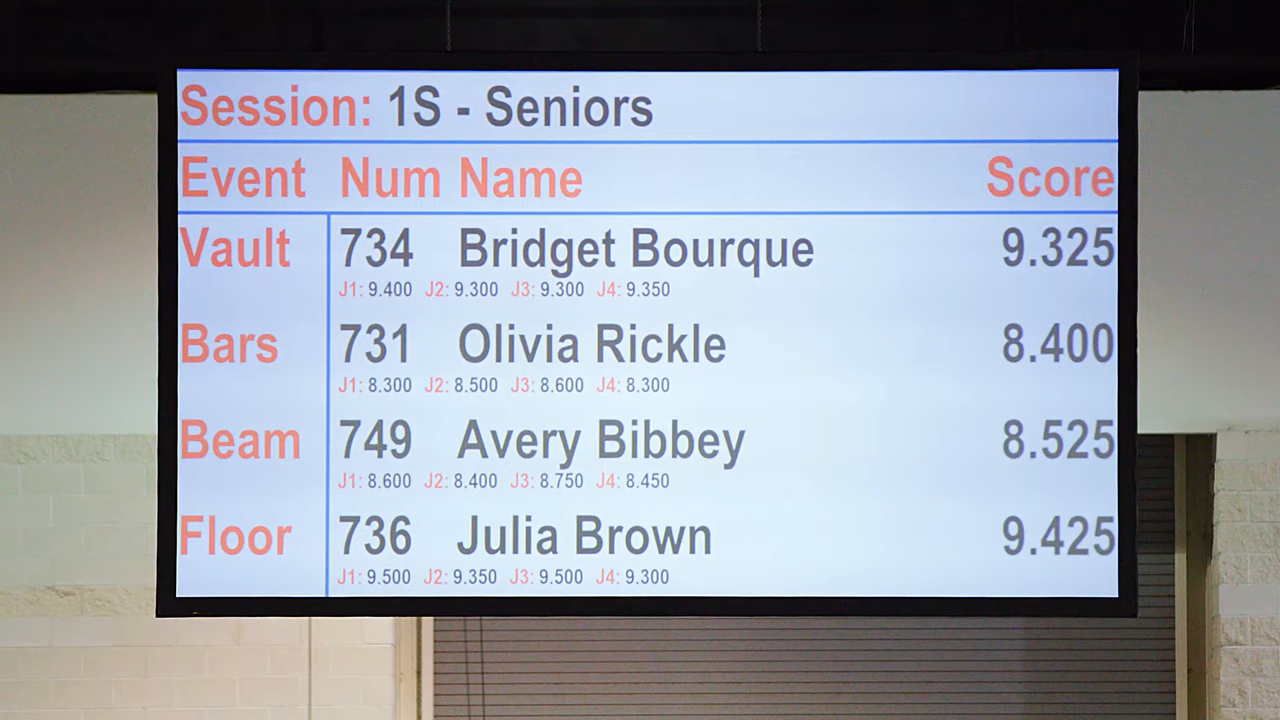 Session: 1S - Seniors
Event Num Name Score
Vault 734 Bridget Bourque 9.325
J1: 9.400 J2: 9.300 J3: 9.300 J4: 9.350
Bars 731 Olivia Rickle 8.400
J1: 8.300 J2: 8.500 J3: 8.600 J4: 8.300
Beam 749 Avery Bibbey 8.525
J1: 8.600 J2: 8.400 J3: 8.750 J4: 8.450
Floor 736 Julia Brown 9.425
J1: 9.500 J2: 9.350 J3: 9.500 J4: 9.300